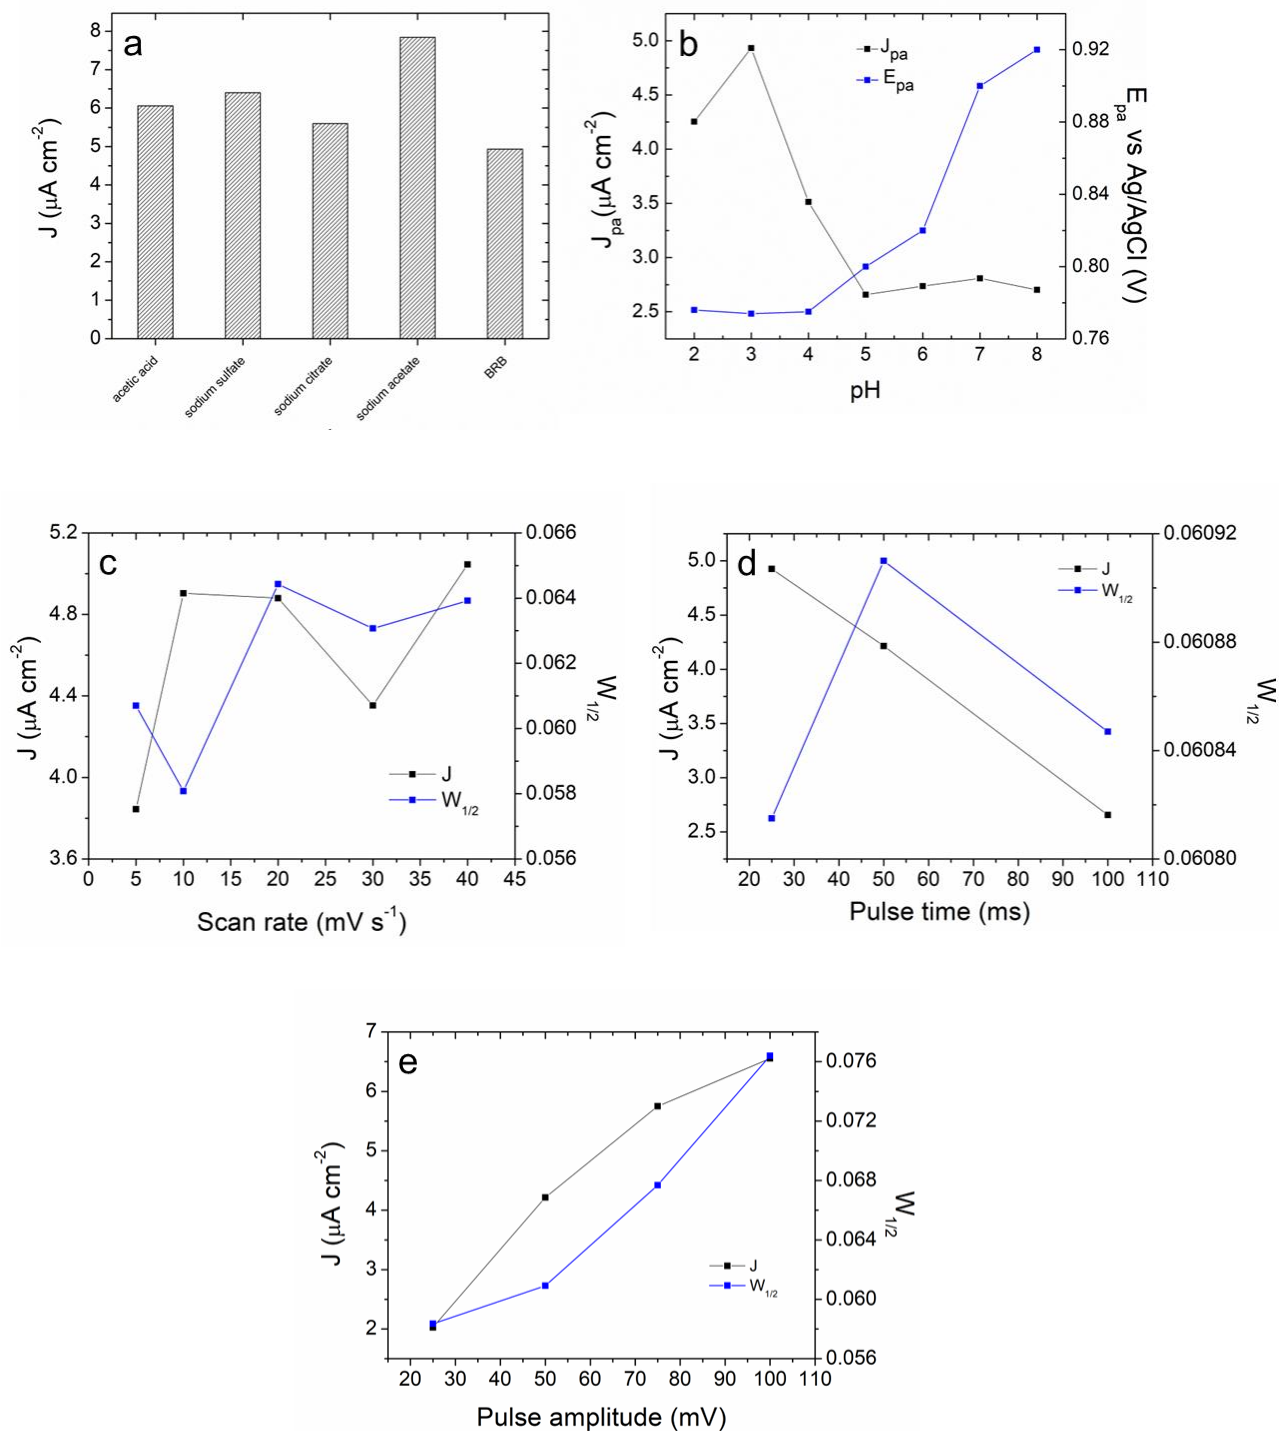 a
8
7
6
5
4
3
2
1
0
J (μA cm-2)
acetic acid
sodium sulfate
sodium citrate
sodium acetate
BRB
b
Jpa
Epa
5.0
4.5
4.0
3.5
3.0
2.5
Jpa(μA cm-2)
0.92
0.88
0.84
0.80
0.76
Epa vs Ag/AgCl (V)
2 3 4 5 6 7 8
pH
c
5.2
4.8
4.4
4.0
3.6
J (μA cm-2)
0.066
0.064
0.062
0.060
0.058
0.056
W1/2
J
W1/2
0 5 10 15 20 25 30 35 40 45
Scan rate (mV s-1)
d
5.0
4.5
4.0
3.5
3.0
2.5
J (μA cm-2)
J
W1/2
0.06092
0.06088
0.06084
0.06080
W1/2
20 30 40 50 60 70 80 90 100 110
Pulse time (ms)
e
7
6
5
4
3
2
J (μA cm-2)
0.076
0.072
0.068
0.064
0.060
0.056
W1/2
J
W1/2
20 30 40 50 60 70 80 90 100 110
Pulse amplitude (mV)